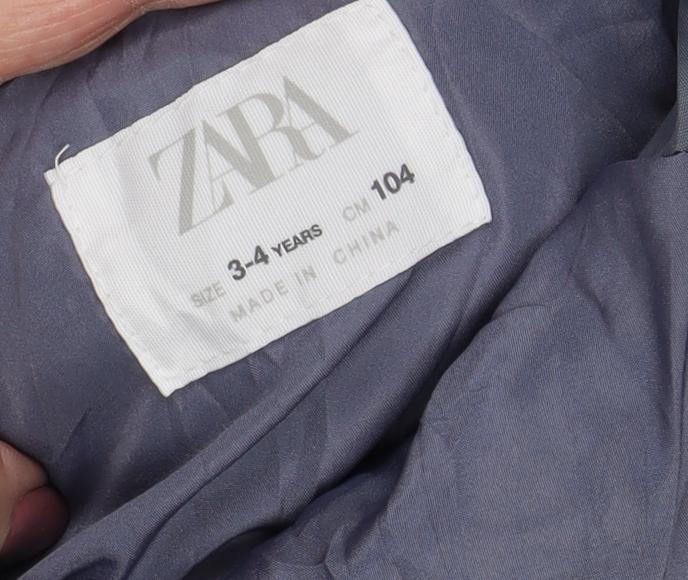 ZARA
SIZE 3-4 YEARS CM 104
MADE IN CHINA